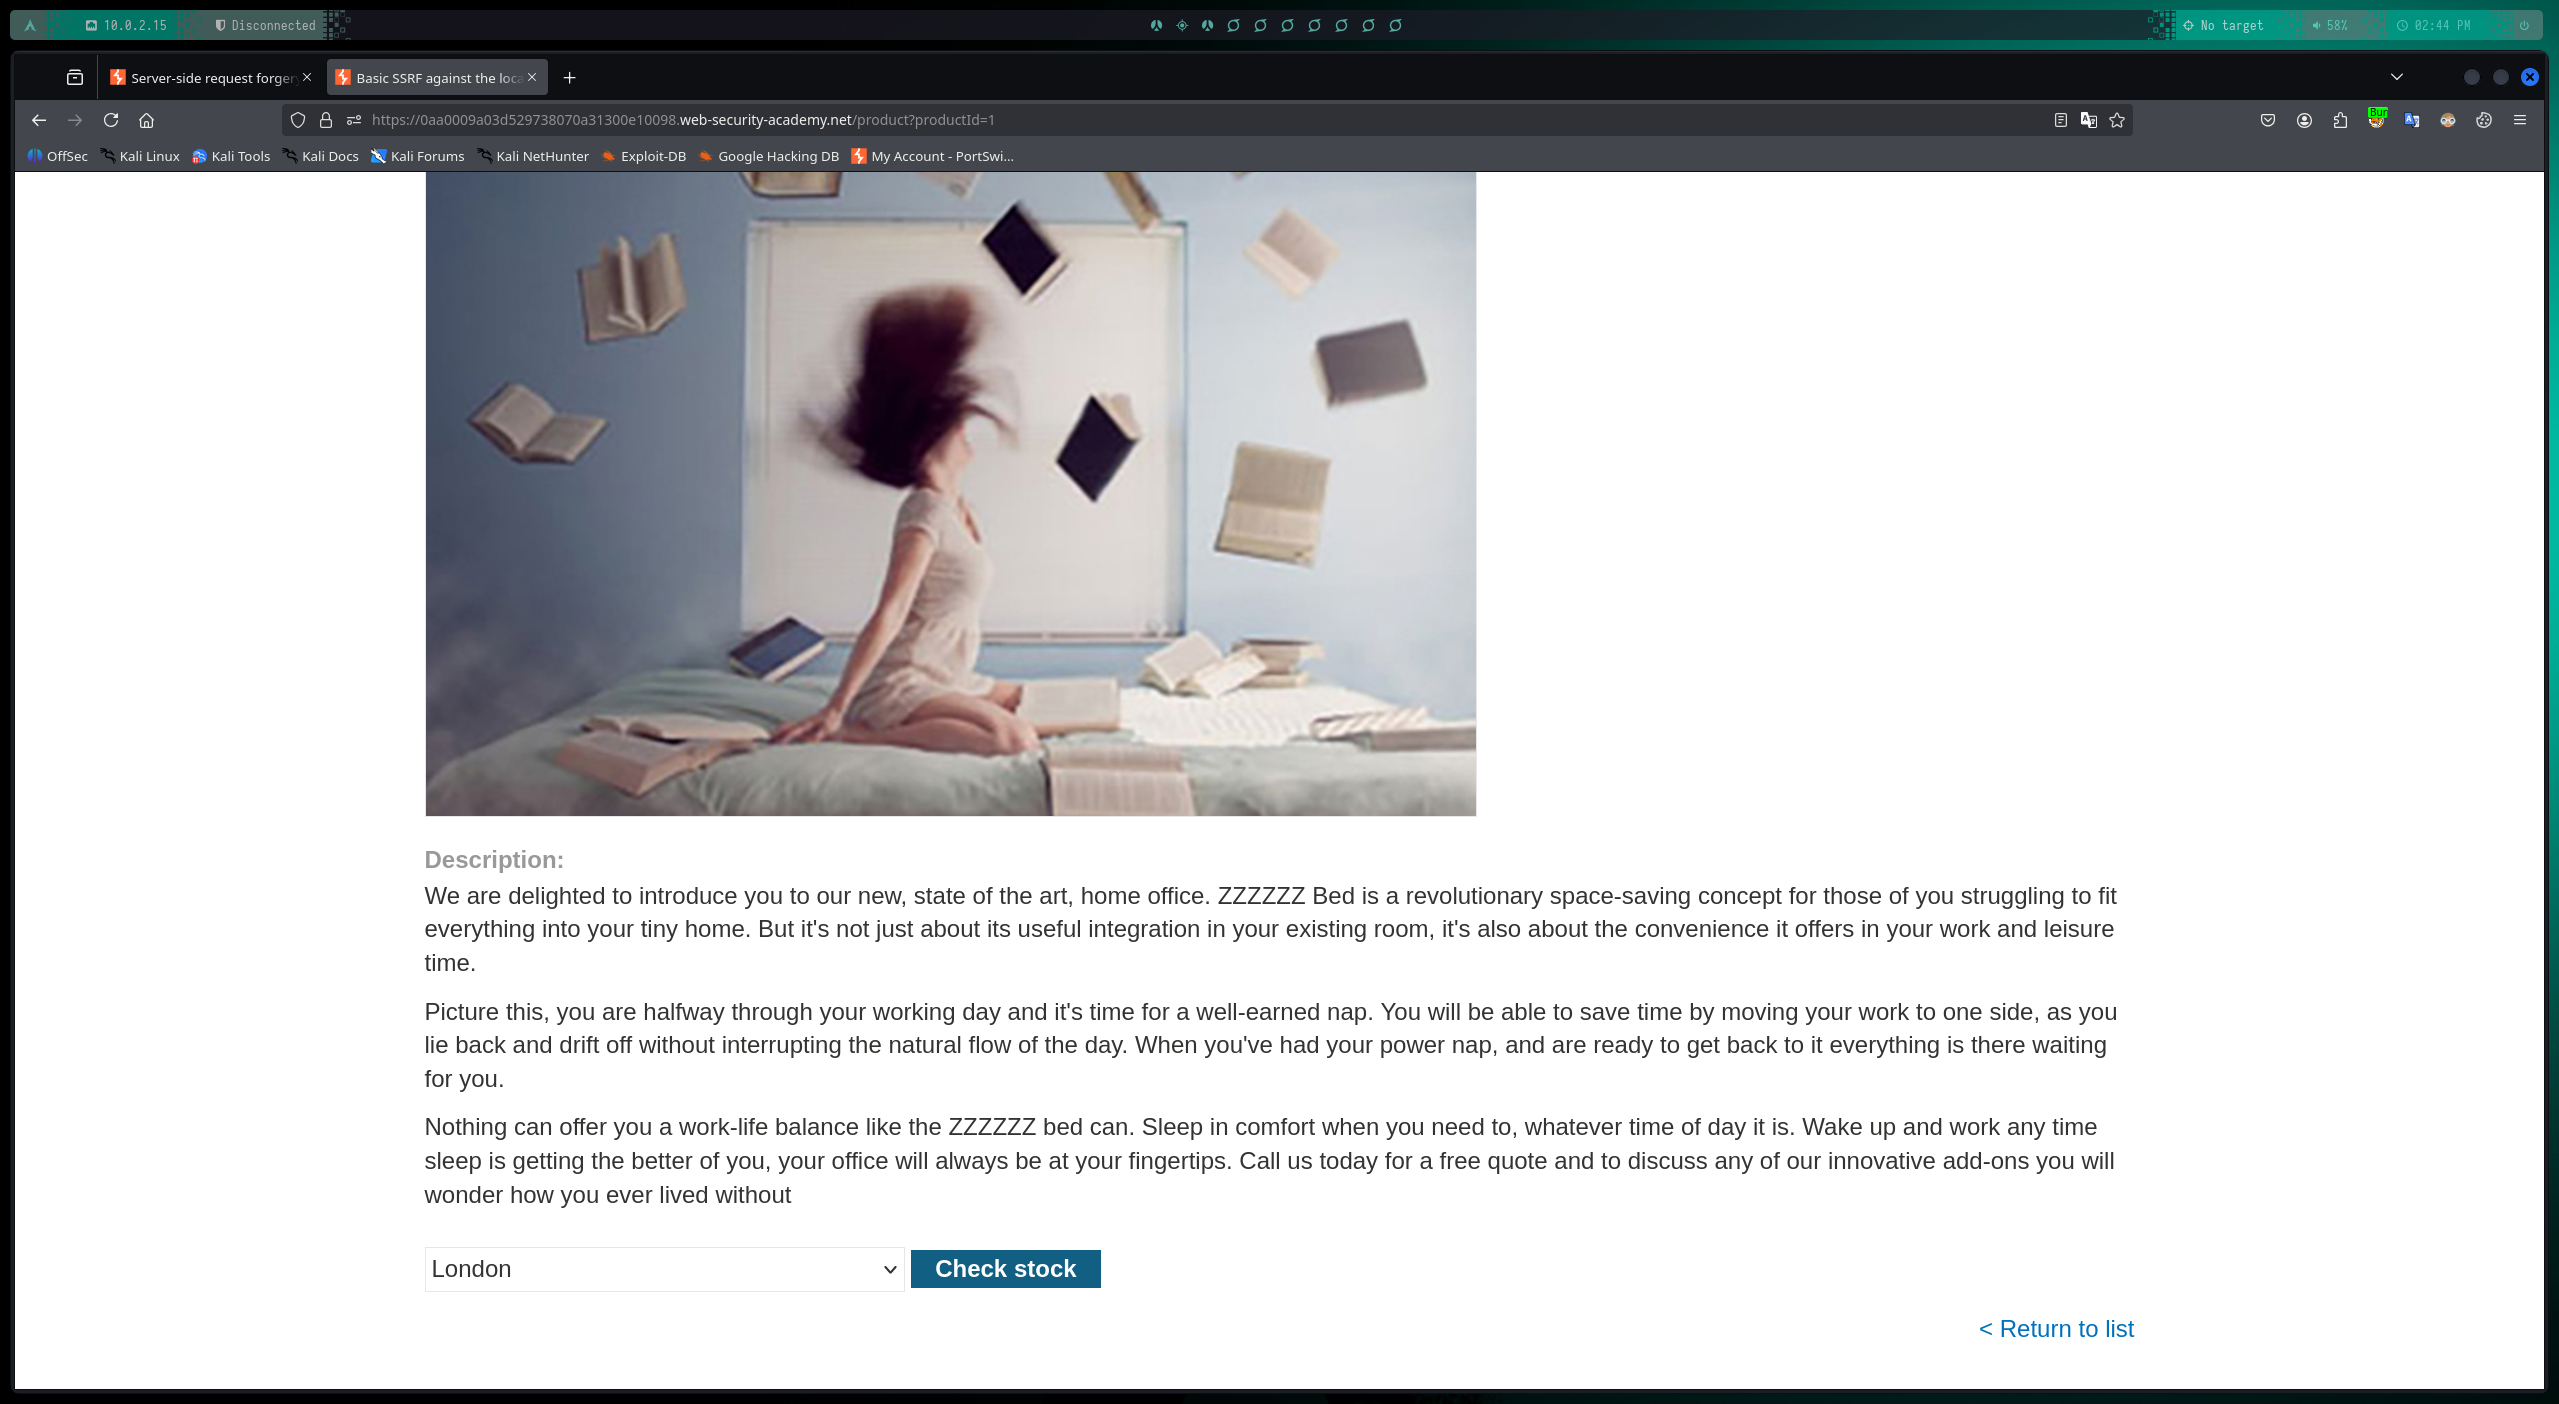 10.0.2.15
Disconnected
No target
58%
02:44 PM
Server-side request forger
Basic SSRF against the loca
https://0aa0009a03d529738070a31300e10098.web-security-academy.net/product?productId=1
Bur
OffSec
Kali Linux
Kali Tools
Kali Docs
Kali Forums
Kali NetHunter
Exploit-DB
Google Hacking DB
My Account - PortSwi...
Description:
We are delighted to introduce you to our new, state of the art, home office. ZZZZZZ Bed is a revolutionary space-saving concept for those of you struggling to fit
everything into your tiny home. But it's not just about its useful integration in your existing room, it's also about the convenience it offers in your work and leisure
time.
Picture this, you are halfway through your working day and it's time for a well-earned nap. You will be able to save time by moving your work to one side, as you
lie back and drift off without interrupting the natural flow of the day. When you've had your power nap, and are ready to get back to it everything is there waiting
for you.
Nothing can offer you a work-life balance like the ZZZZZZ bed can. Sleep in comfort when you need to, whatever time of day it is. Wake up and work any time
sleep is getting the better of you, your office will always be at your fingertips. Call us today for a free quote and to discuss any of our innovative add-ons you will
wonder how you ever lived without
London
Check stock
< Return to list